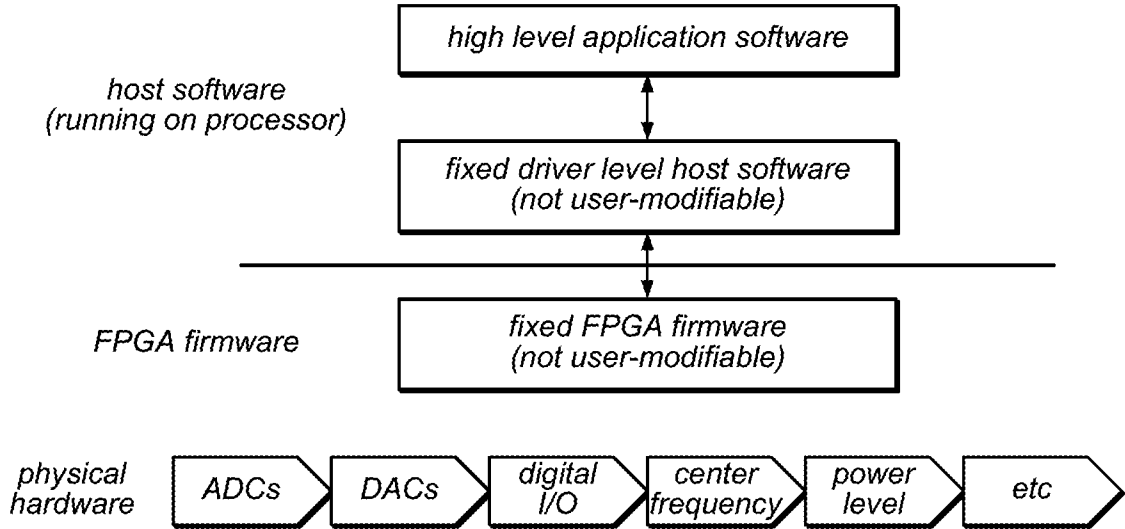 high level application software
host software
(running on processor)
fixed driver level host software
(not user-modifiable)
FPGA firmware
fixed FPGA firmware
(not user-modifiable)
physical
hardware
ADCs
DACs
digital
I/O
center
frequency
power
level
etc